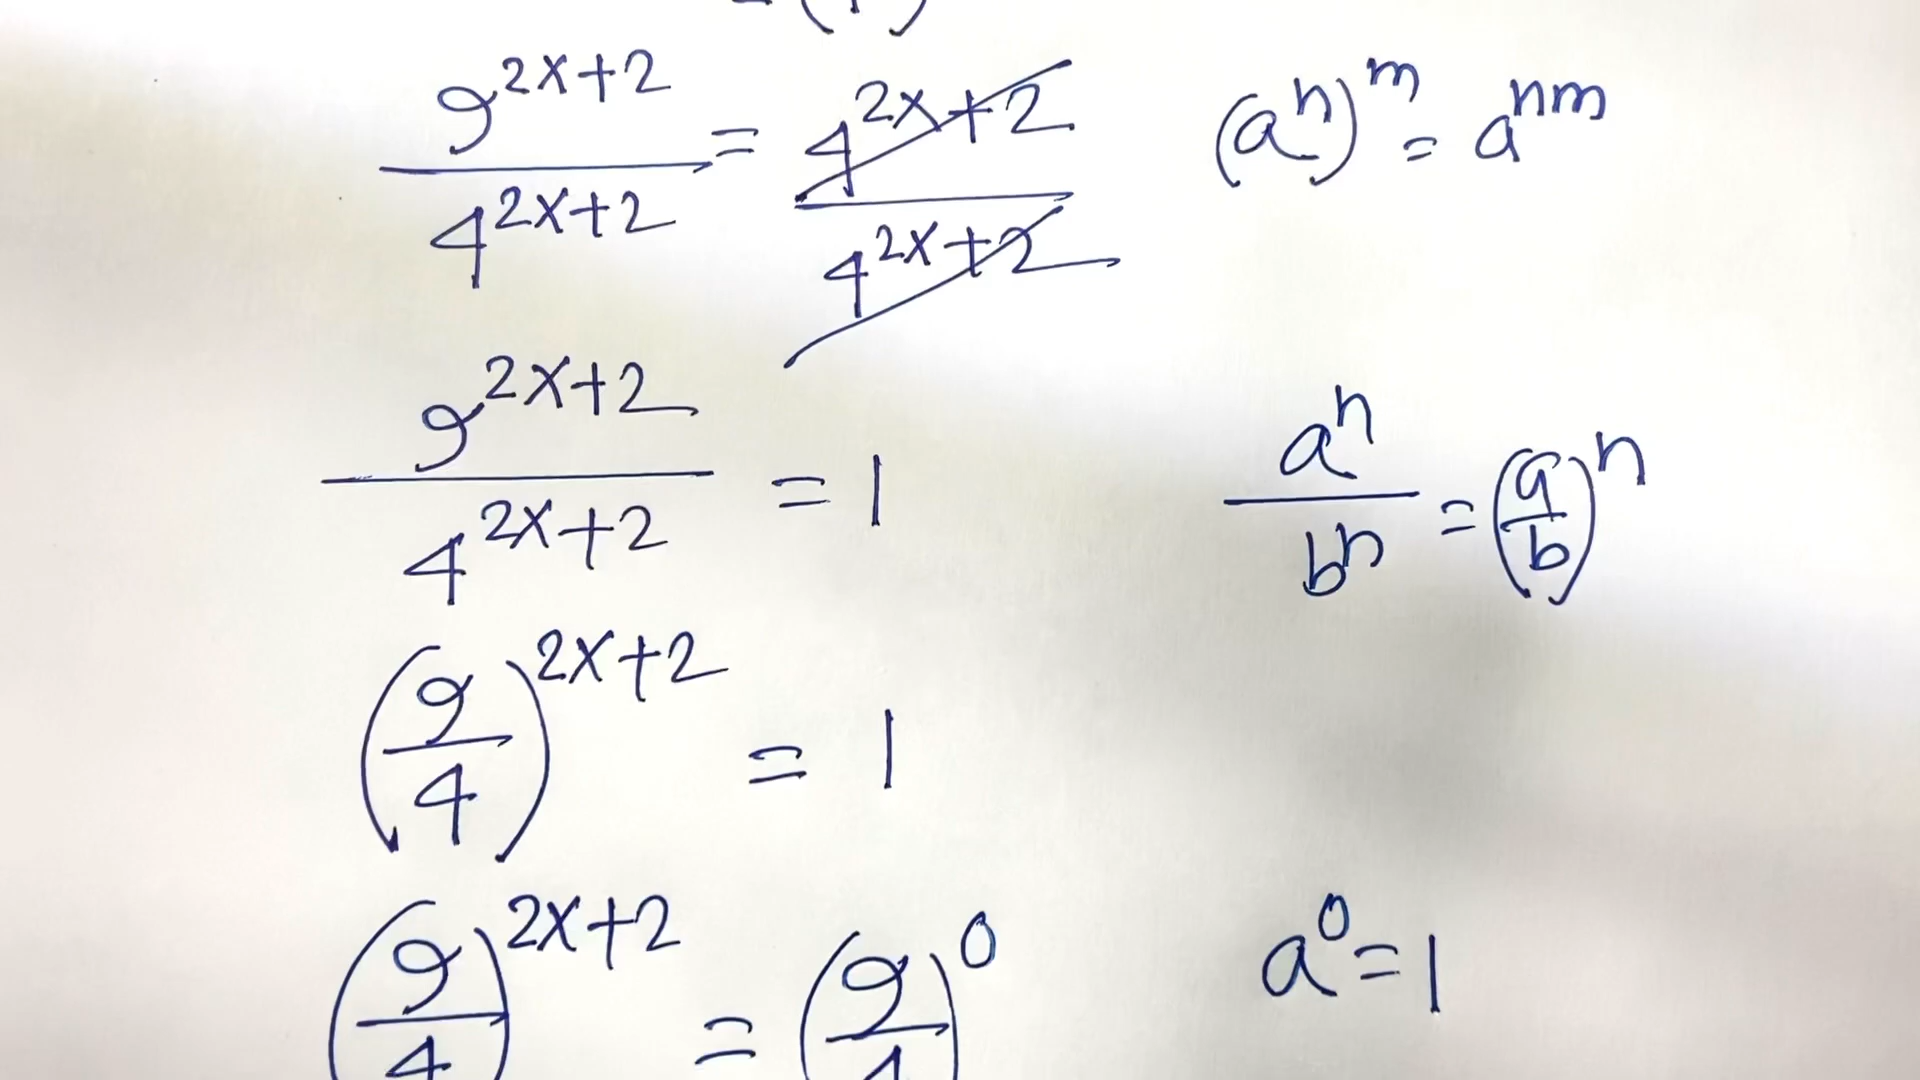 9^{2x+2}/4^{2x+2} = 4^{2x+2}/4^{2x+2}
(a^n)^m = a^{nm}
9^{2x+2}/4^{2x+2} = 1
a^n/b^n = (a/b)^n
(9/4)^{2x+2} = 1
(9/4)^{2x+2} = (9/4)^0
a^0 = 1